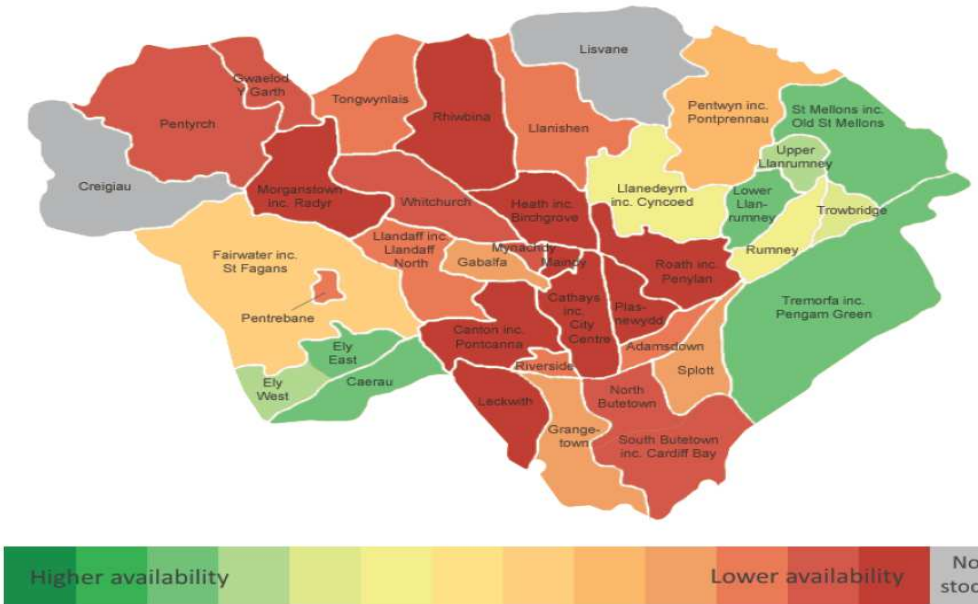 Lisvane
Gwaelod
Y Garth
Tongwynlais
Pentwyn inc.
Pontprennau
St Mellons inc.
Old St Mellons
Pentyrch
Rhiwbina
Llanishen
Upper
Llanrumney
Creigiau
Morganstown
inc. Radyr
Whitchurch
Heath inc.
Birchgrove
Llanedeyrn
inc. Cyncoed
Lower
Llan-
rumney
Trowbridge
Fairwater inc.
St Fagans
Llandaff inc.
Llandaff
North
Gabalfa
Mynachdy
Maindy
Roath inc.
Penylan
Rumney
Pentrebane
Cathays
inc.
City
Centre
Plas-
newydd
Tremorfa inc.
Pengam Green
Canton inc.
Pontcanna
Ely
East
Adamsdown
Riverside
Splott
Ely
West
Caerau
Leckwith
North
Butetown
Grange-
town
South Butetown
inc. Cardiff Bay
Higher availability
Lower availability
No
stock